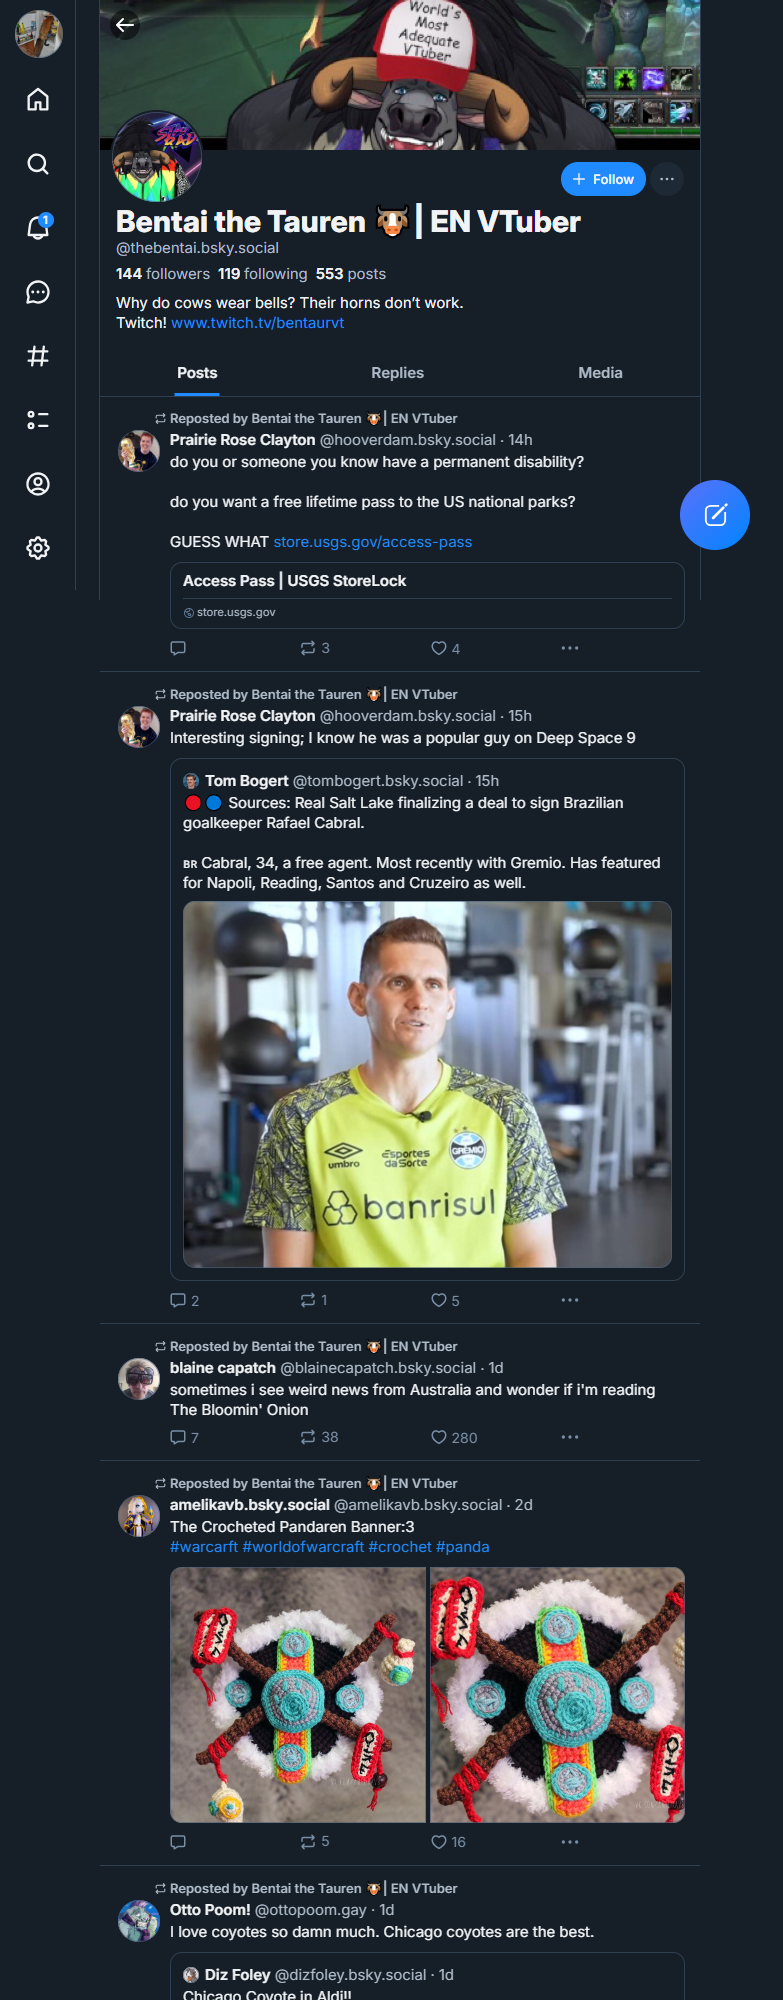 World's
Most
Adequate
VTuber
Follow
Bentai the Tauren 🐮| EN VTuber
@thebentai.bsky.social
144 followers 119 following 553 posts
Why do cows wear bells? Their horns don’t work.
Twitch! www.twitch.tv/bentaurvt
1
Posts Replies Media
Reposted by Bentai the Tauren 🐮| EN VTuber
Prairie Rose Clayton @hooverdam.bsky.social · 14h
do you or someone you know have a permanent disability?
do you want a free lifetime pass to the US national parks?
GUESS WHAT store.usgs.gov/access-pass
Access Pass | USGS StoreLock
store.usgs.gov
3 4
Reposted by Bentai the Tauren 🐮| EN VTuber
Prairie Rose Clayton @hooverdam.bsky.social · 15h
Interesting signing; I know he was a popular guy on Deep Space 9
Tom Bogert @tombogert.bsky.social · 15h
🔴🔵 Sources: Real Salt Lake finalizing a deal to sign Brazilian
goalkeeper Rafael Cabral.
BR Cabral, 34, a free agent. Most recently with Gremio. Has featured
for Napoli, Reading, Santos and Cruzeiro as well.
umbro
Esportes
da Sorte
GRÊMIO
banrisul
2 1 5
Reposted by Bentai the Tauren 🐮| EN VTuber
blaine capatch @blainecapatch.bsky.social · 1d
sometimes i see weird news from Australia and wonder if i'm reading
The Bloomin' Onion
7 38 280
Reposted by Bentai the Tauren 🐮| EN VTuber
amelikavb.bsky.social @amelikavb.bsky.social · 2d
The Crocheted Pandaren Banner:3
#warcarft #worldofwarcraft #crochet #panda
5 16
Reposted by Bentai the Tauren 🐮| EN VTuber
Otto Poom! @ottopoom.gay · 1d
I love coyotes so damn much. Chicago coyotes are the best.
Diz Foley @dizfoley.bsky.social · 1d
Chicago Coyote in Aldi!!